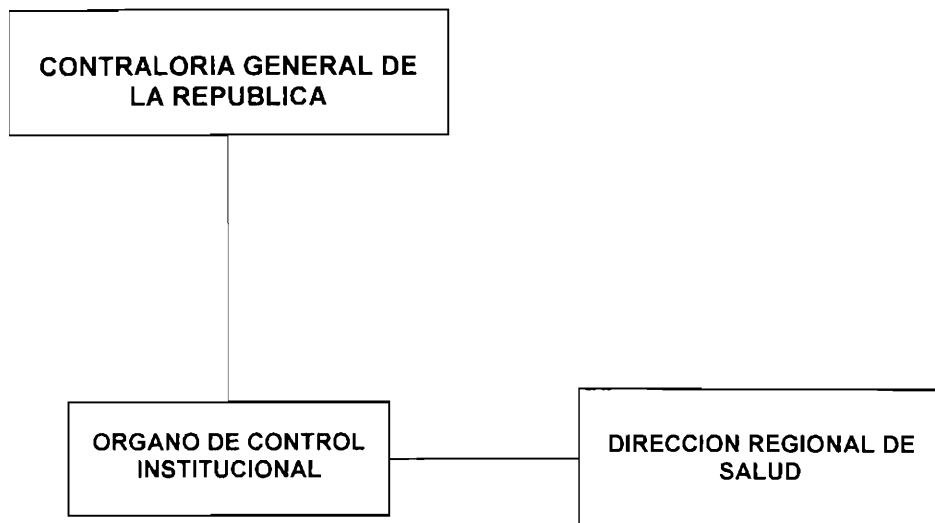 CONTRALORIA GENERAL DE
LA REPUBLICA
ORGANO DE CONTROL
INSTITUCIONAL
DIRECCION REGIONAL DE
SALUD